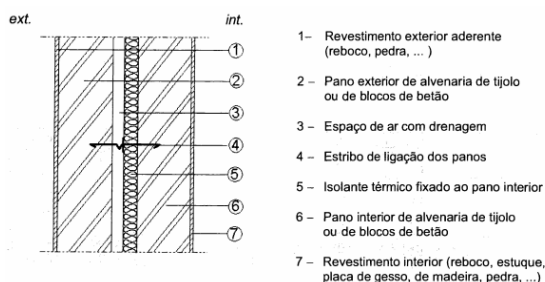 ext.
int.
1
2
3
4
5
6
7
1– Revestimento exterior aderente
(reboco, pedra, ... )
2 – Pano exterior de alvenaria de tijolo
ou de blocos de betão
3 – Espaço de ar com drenagem
4 – Estribo de ligação dos panos
5 – Isolante térmico fixado ao pano interior
6 – Pano interior de alvenaria de tijolo
ou de blocos de betão
7 – Revestimento interior (reboco, estuque,
placa de gesso, de madeira, pedra, ...)